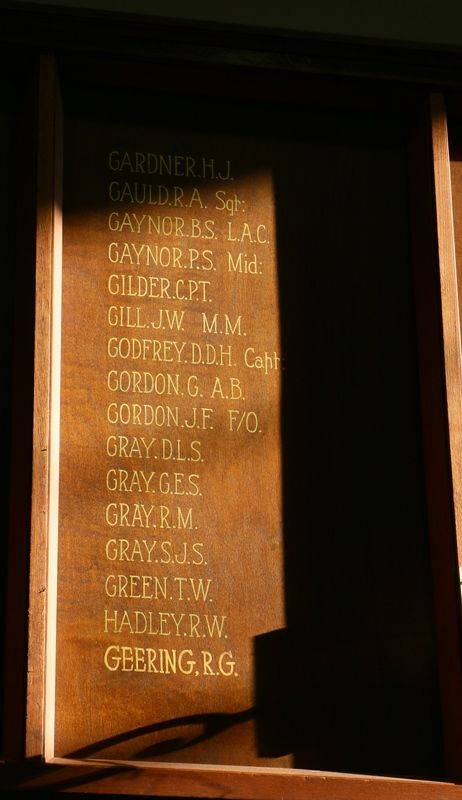 GARDNER.H.J.
GAULD.R.A. Sgt:
GAYNOR.B.S. L.A.C.
GAYNOR.P.S. Mid:
GILDER.C.P.T.
GILL.J.W. M.M.
GODFREY.D.D.H. Capt:
GORDON.G. A.B.
GORDON.J.F. F/O.
GRAY.D.L.S.
GRAY.G.E.S.
GRAY.R.M.
GRAY.S.J.S.
GREEN.T.W.
HADLEY.R.W.
GEERING,R.G.